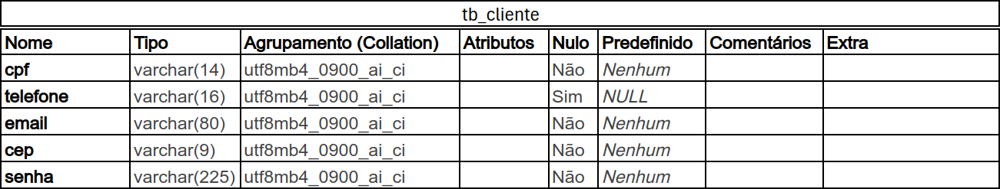 tb_cliente
Nome Tipo Agrupamento (Collation) Atributos Nulo Predefinido Comentários Extra
cpf varchar(14) utf8mb4_0900_ai_ci Não Nenhum
telefone varchar(16) utf8mb4_0900_ai_ci Sim NULL
email varchar(80) utf8mb4_0900_ai_ci Não Nenhum
cep varchar(9) utf8mb4_0900_ai_ci Não Nenhum
senha varchar(225) utf8mb4_0900_ai_ci Não Nenhum